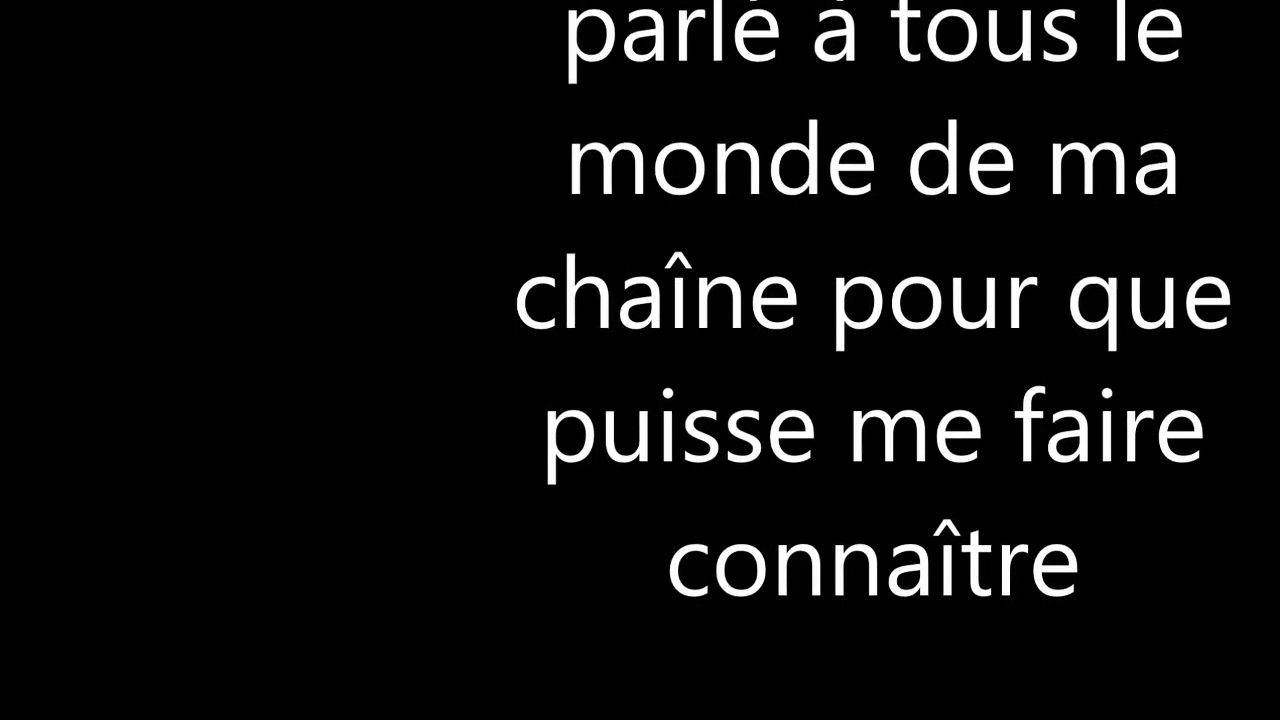 parlé à tous le
monde de ma
chaîne pour que
puisse me faire
connaître